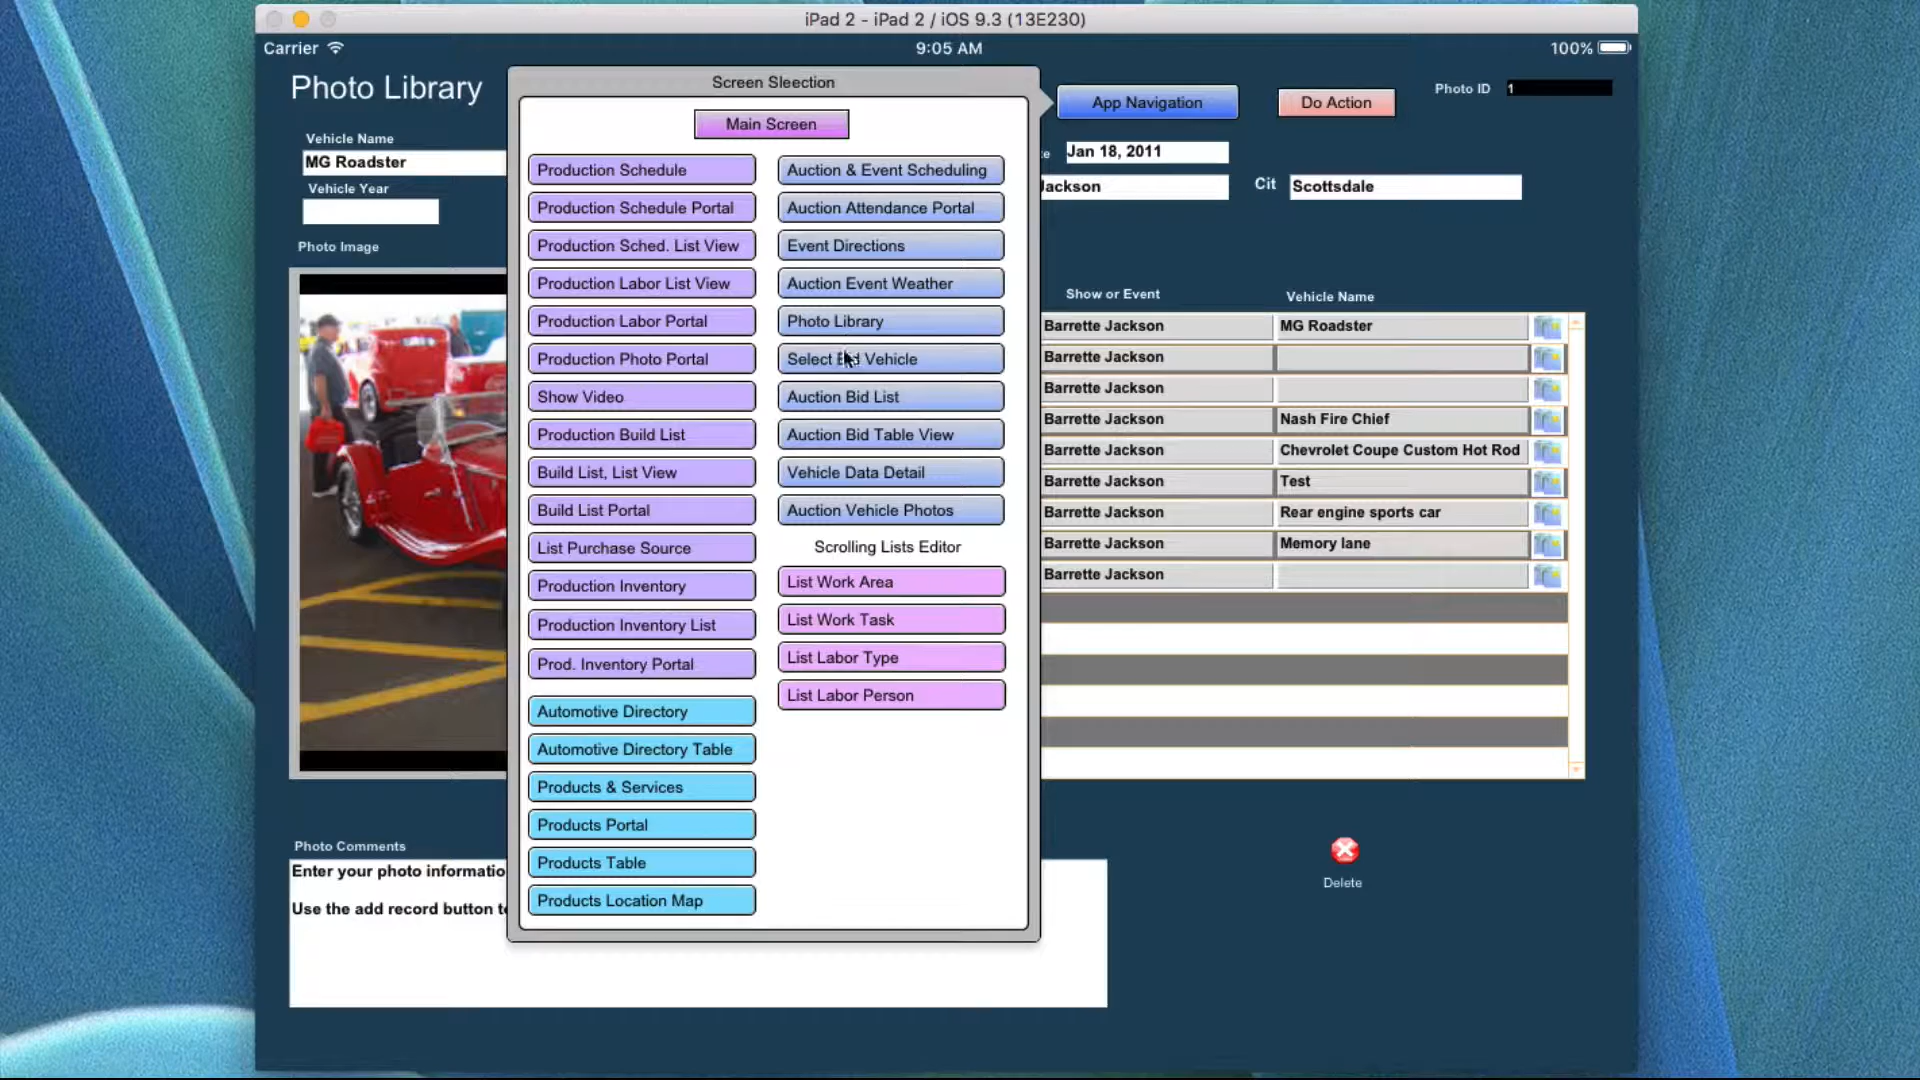 iPad 2 - iPad 2 / iOS 9.3 (13E230)
Carrier
9:05 AM
100%
Photo Library
Screen Sleection
App Navigation
Do Action
Photo ID
1
Main Screen
Vehicle Name
MG Roadster
Vehicle Year
Jan 18, 2011
Jackson
Cit
Scottsdale
Photo Image
Production Schedule
Production Schedule Portal
Production Sched. List View
Production Labor List View
Production Labor Portal
Production Photo Portal
Show Video
Production Build List
Build List, List View
Build List Portal
List Purchase Source
Production Inventory
Production Inventory List
Prod. Inventory Portal
Automotive Directory
Automotive Directory Table
Products & Services
Products Portal
Products Table
Products Location Map
Auction & Event Scheduling
Auction Attendance Portal
Event Directions
Auction Event Weather
Photo Library
Select Bid Vehicle
Auction Bid List
Auction Bid Table View
Vehicle Data Detail
Auction Vehicle Photos
Scrolling Lists Editor
List Work Area
List Work Task
List Labor Type
List Labor Person
Show or Event
Vehicle Name
Barrette Jackson MG Roadster
Barrette Jackson
Barrette Jackson
Barrette Jackson Nash Fire Chief
Barrette Jackson Chevrolet Coupe Custom Hot Rod
Barrette Jackson Test
Barrette Jackson Rear engine sports car
Barrette Jackson Memory lane
Barrette Jackson
Photo Comments
Enter your photo informatio
Use the add record button
Delete